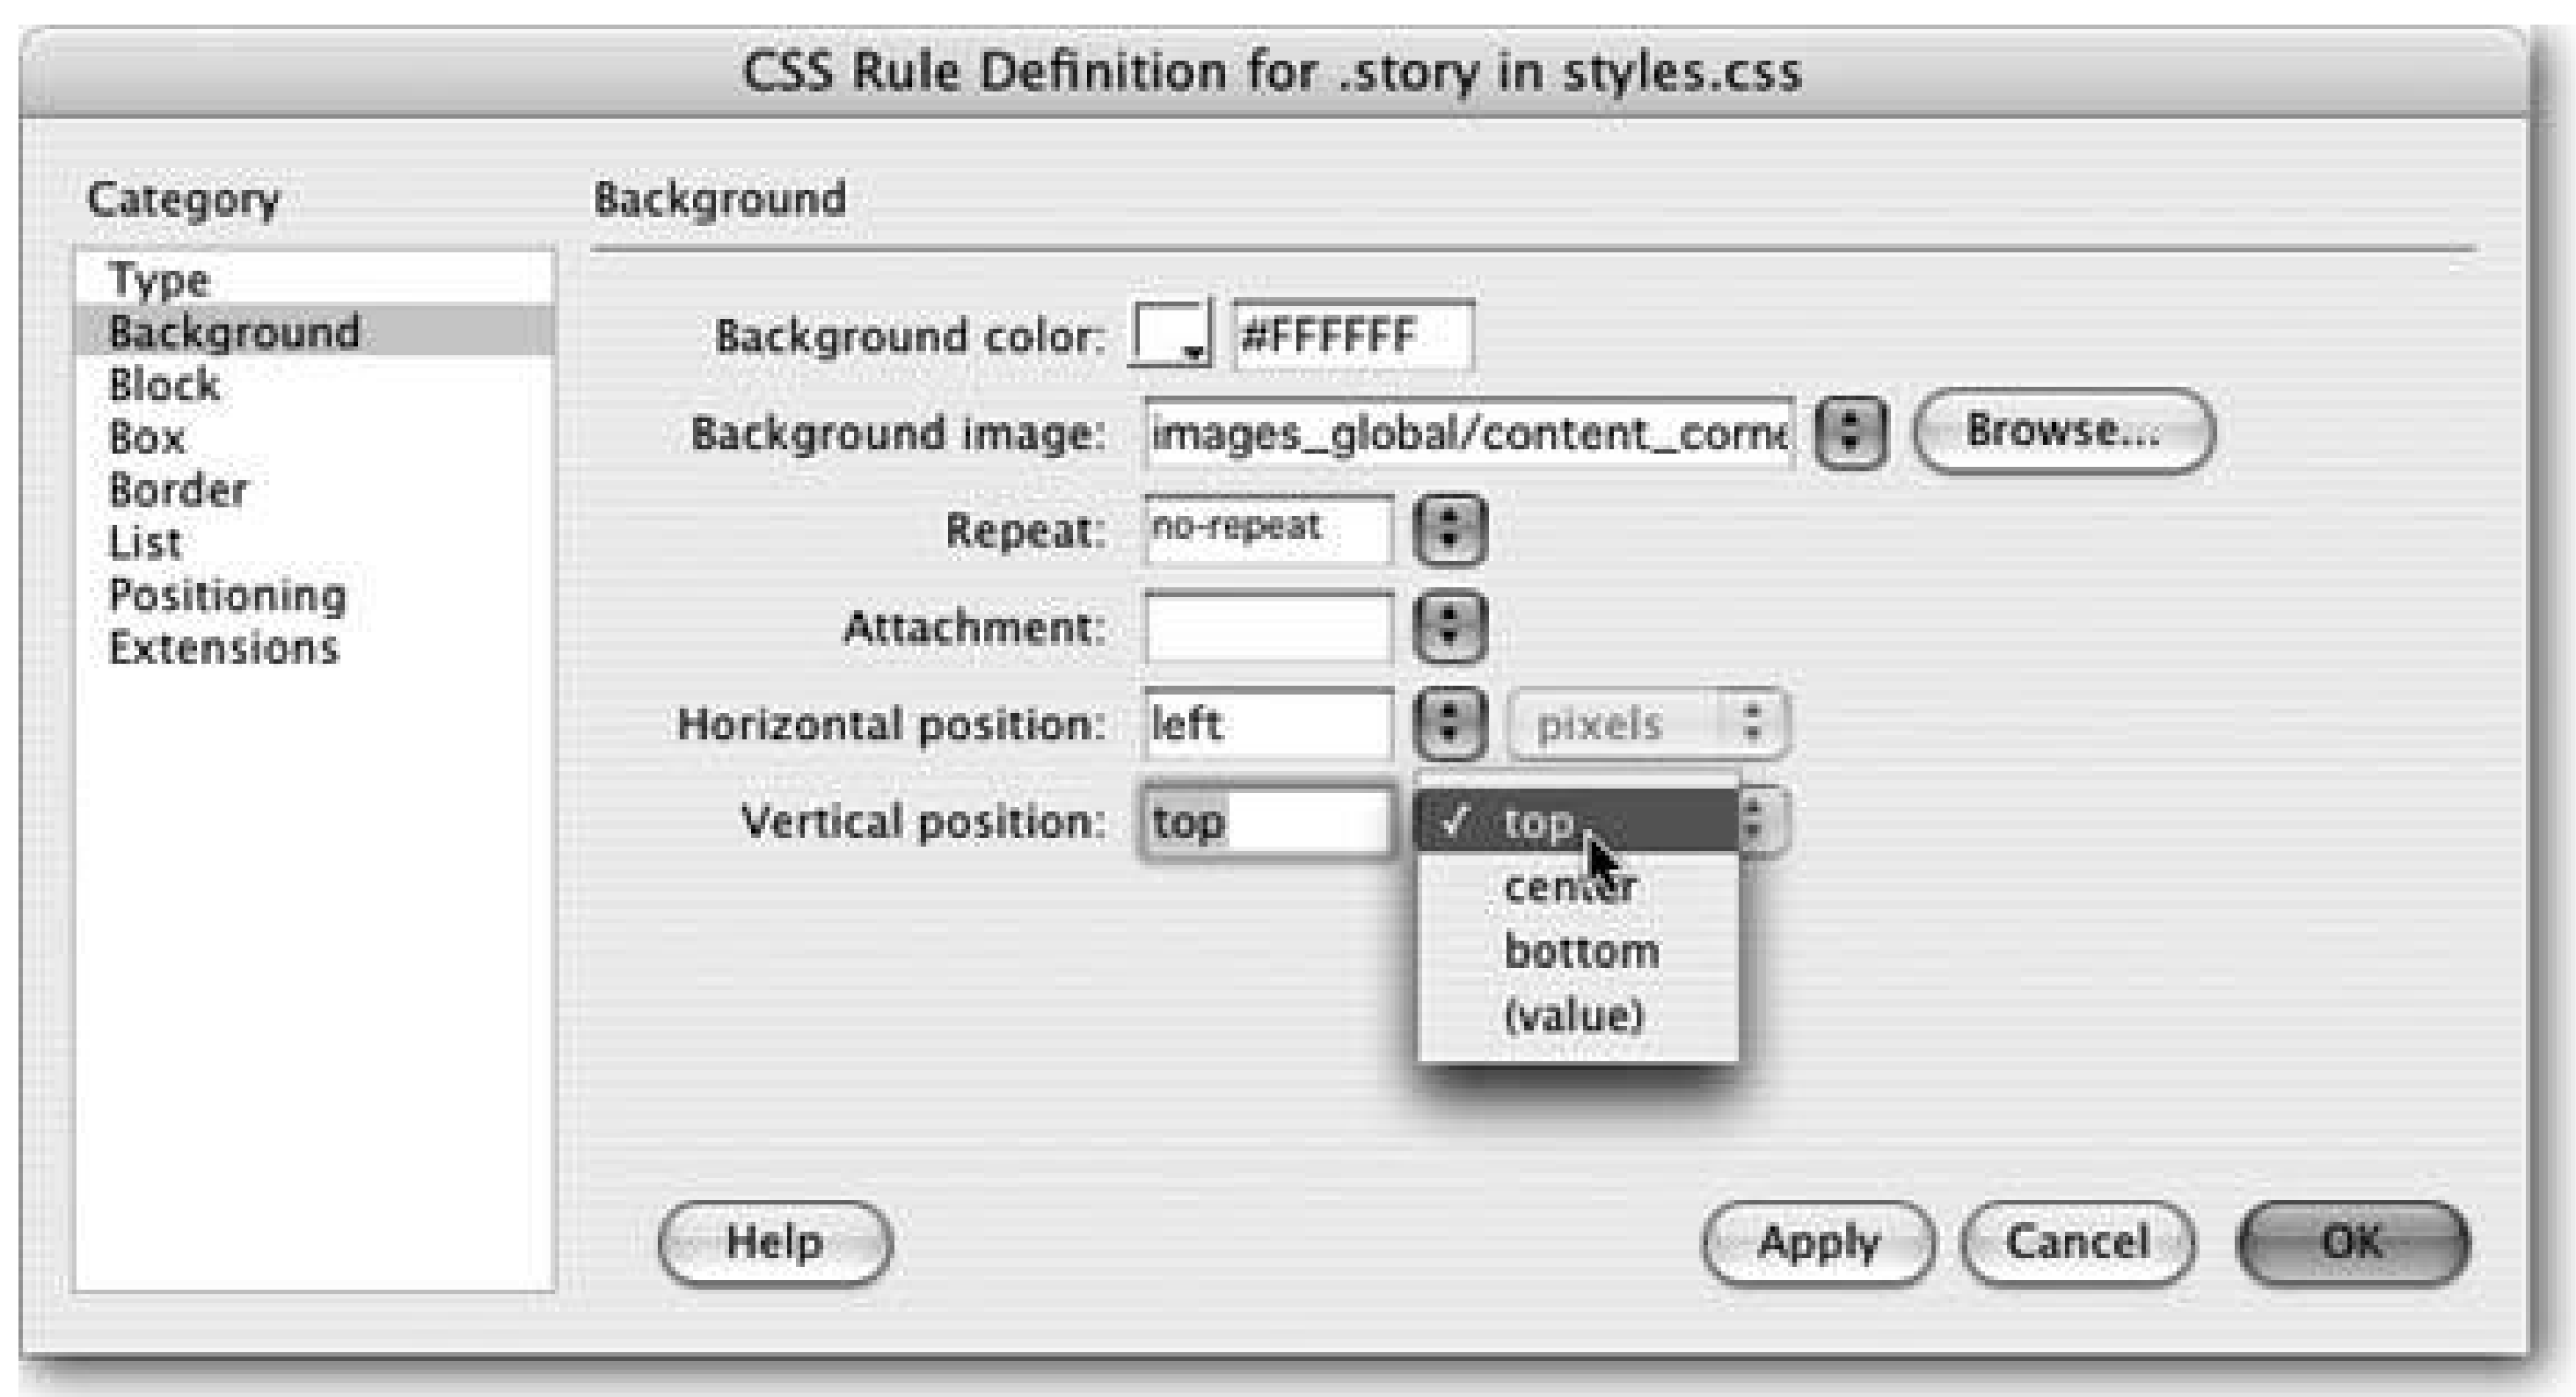 CSS Rule Definition for .story in styles.css
Category
Background
Type
Background
Block
Box
Border
List
Positioning
Extensions
Background color: #FFFFFF
Background image: images_global/content_corne Browse...
Repeat: no-repeat
Attachment:
Horizontal position: left pixels
Vertical position: top ✓ top
center
bottom
(value)
Help Apply Cancel OK